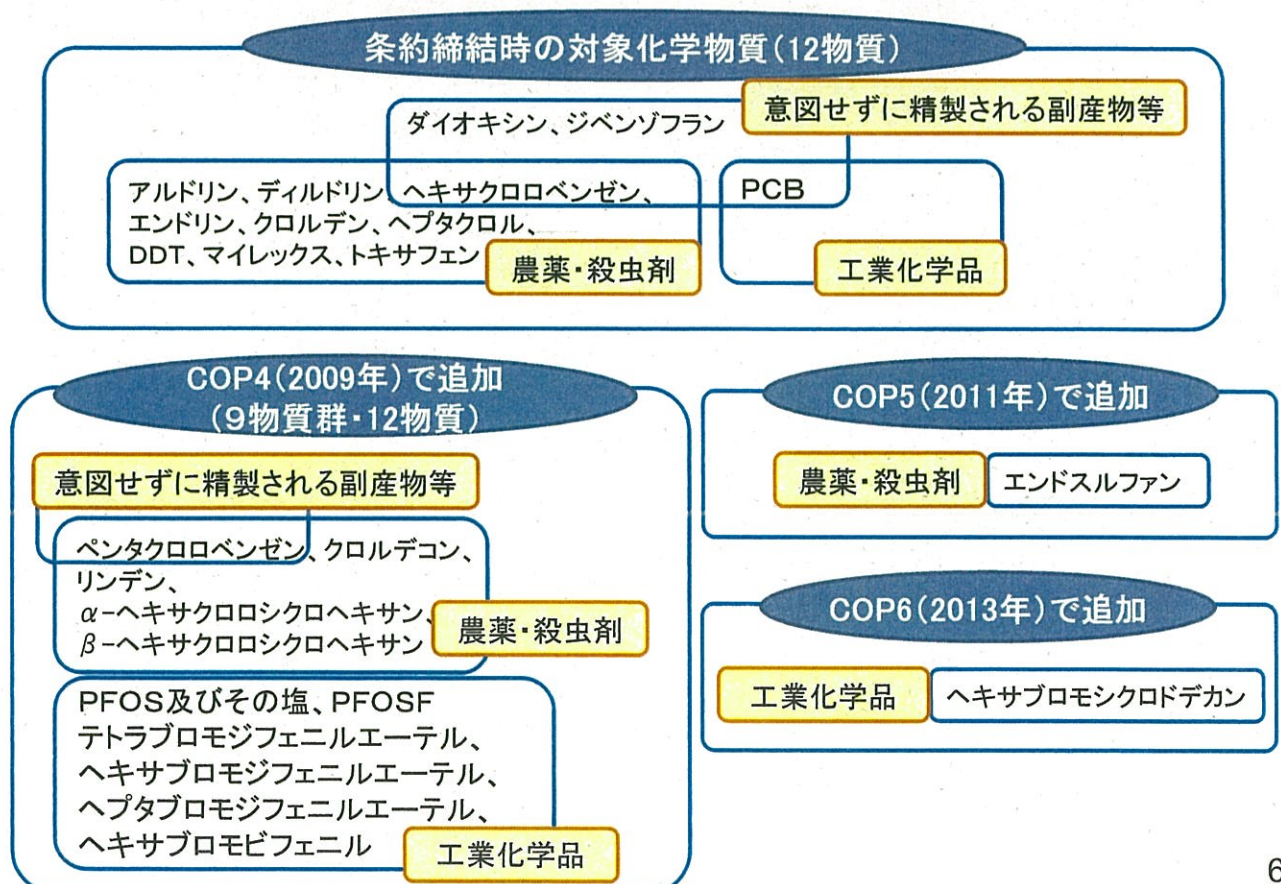 条約締結時の対象化学物質(12物質)
意図せずに精製される副産物等
ダイオキシン、ジベンゾフラン
アルドリン、ディルドリン、ヘキサクロロベンゼン、
エンドリン、クロルデン、ヘプタクロル、
DDT、マイレックス、トキサフェン
農薬・殺虫剤
PCB
工業化学品
COP4(2009年)で追加
(9物質群・12物質)
意図せずに精製される副産物等
ペンタクロロベンゼン、クロルデコン、
リンデン、
α-ヘキサクロロシクロヘキサン、
β-ヘキサクロロシクロヘキサン
農薬・殺虫剤
PFOS及びその塩、PFOSF
テトラブロモジフェニルエーテル、
ヘキサブロモジフェニルエーテル、
ヘプタブロモジフェニルエーテル、
ヘキサブロモビフェニル
工業化学品
COP5(2011年)で追加
農薬・殺虫剤 エンドスルファン
COP6(2013年)で追加
工業化学品 ヘキサブロモシクロドデカン
6